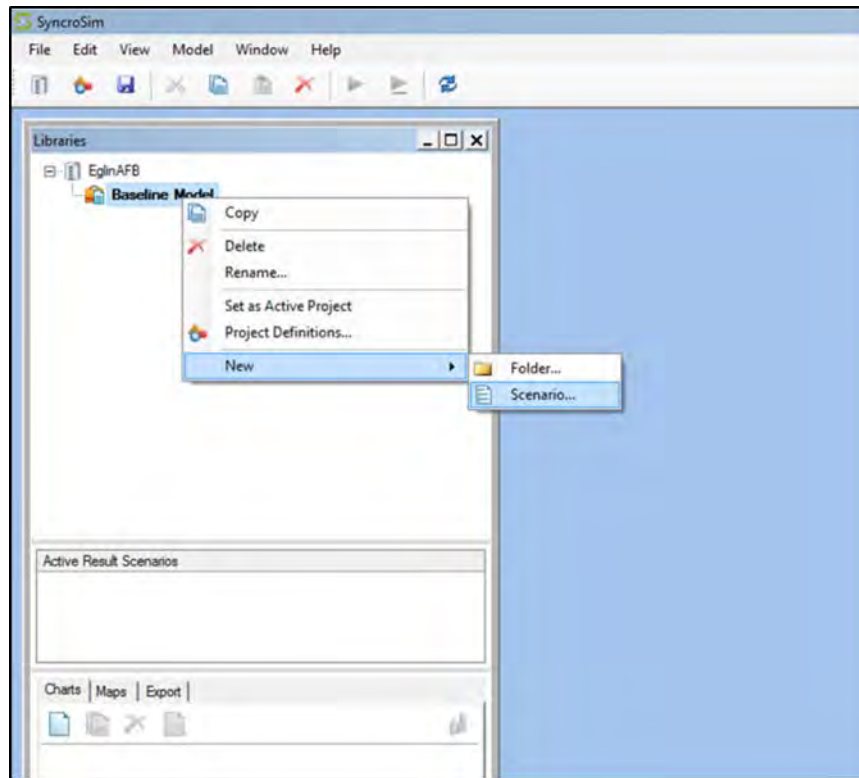 SyncroSim
File Edit View Model Window Help
Libraries
EglinAFB
Baseline Model
Copy
Delete
Rename...
Set as Active Project
Project Definitions...
New
Folder...
Scenario...
Active Result Scenarios
Charts Maps Export